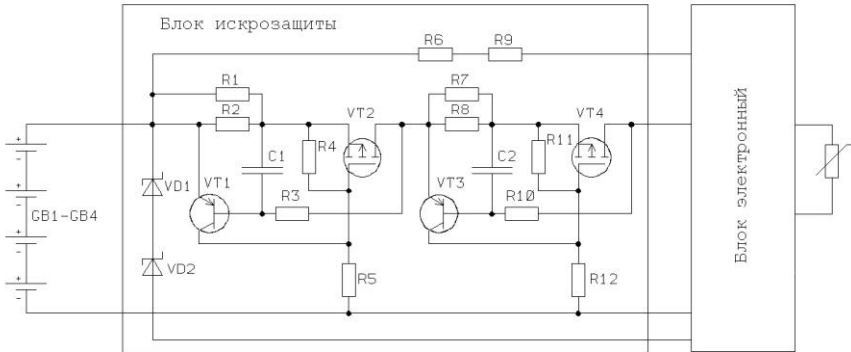 Блок искрозащиты
R6 R9
R1 R7
R2 VT2 R8 VT4
R4 R11
C1 C2
VT1 VT3
VD1
R3 R10
GB1-GB4
VD2
R5 R12
Блок электронный